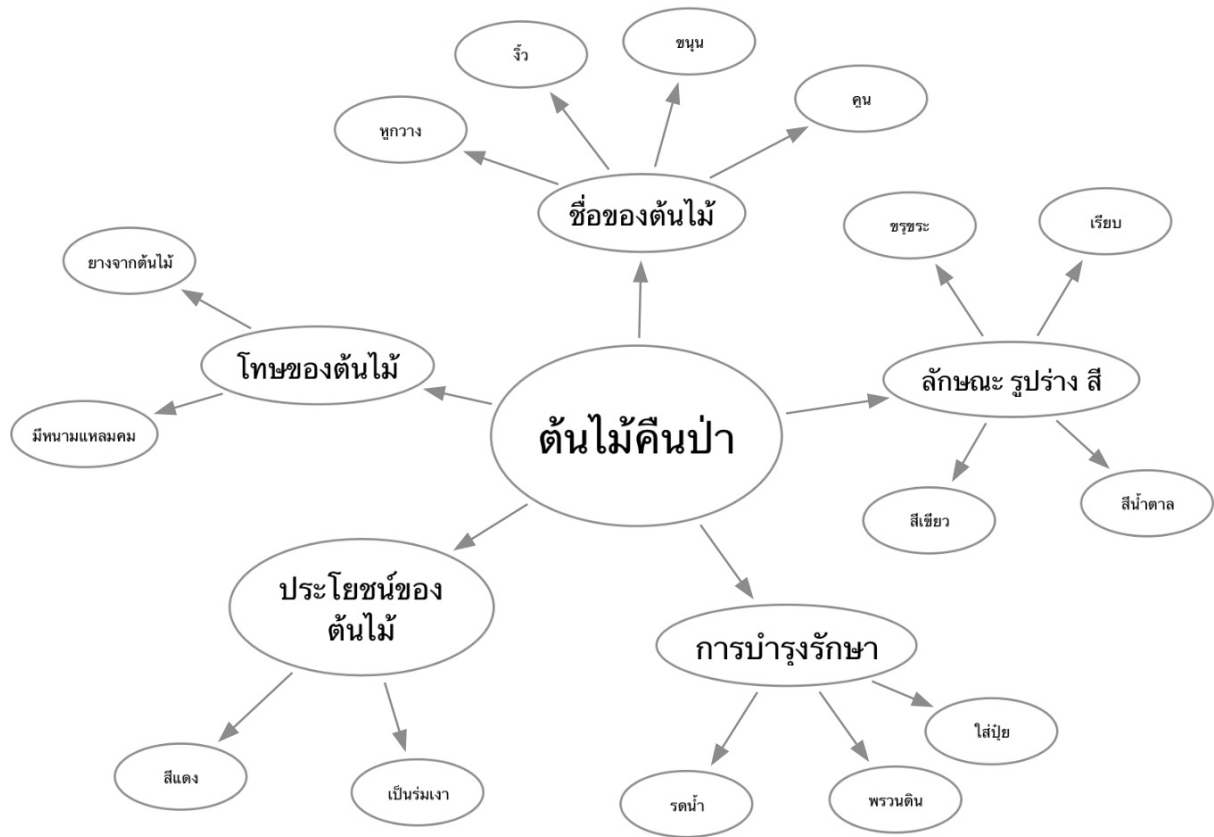 งิ้ว
ขนุน
หูกวาง
คูน
ชื่อของต้นไม้
ขรุขระ
เรียบ
ยางจากต้นไม้
โทษของต้นไม้
ลักษณะ รูปร่าง สี
มีหนามแหลมคม
ต้นไม้คืนป่า
สีเขียว
สีน้ำตาล
ประโยชน์ของ
ต้นไม้
การบำรุงรักษา
สีแดง
เป็นร่มเงา
รดน้ำ
พรวนดิน
ใส่ปุ๋ย